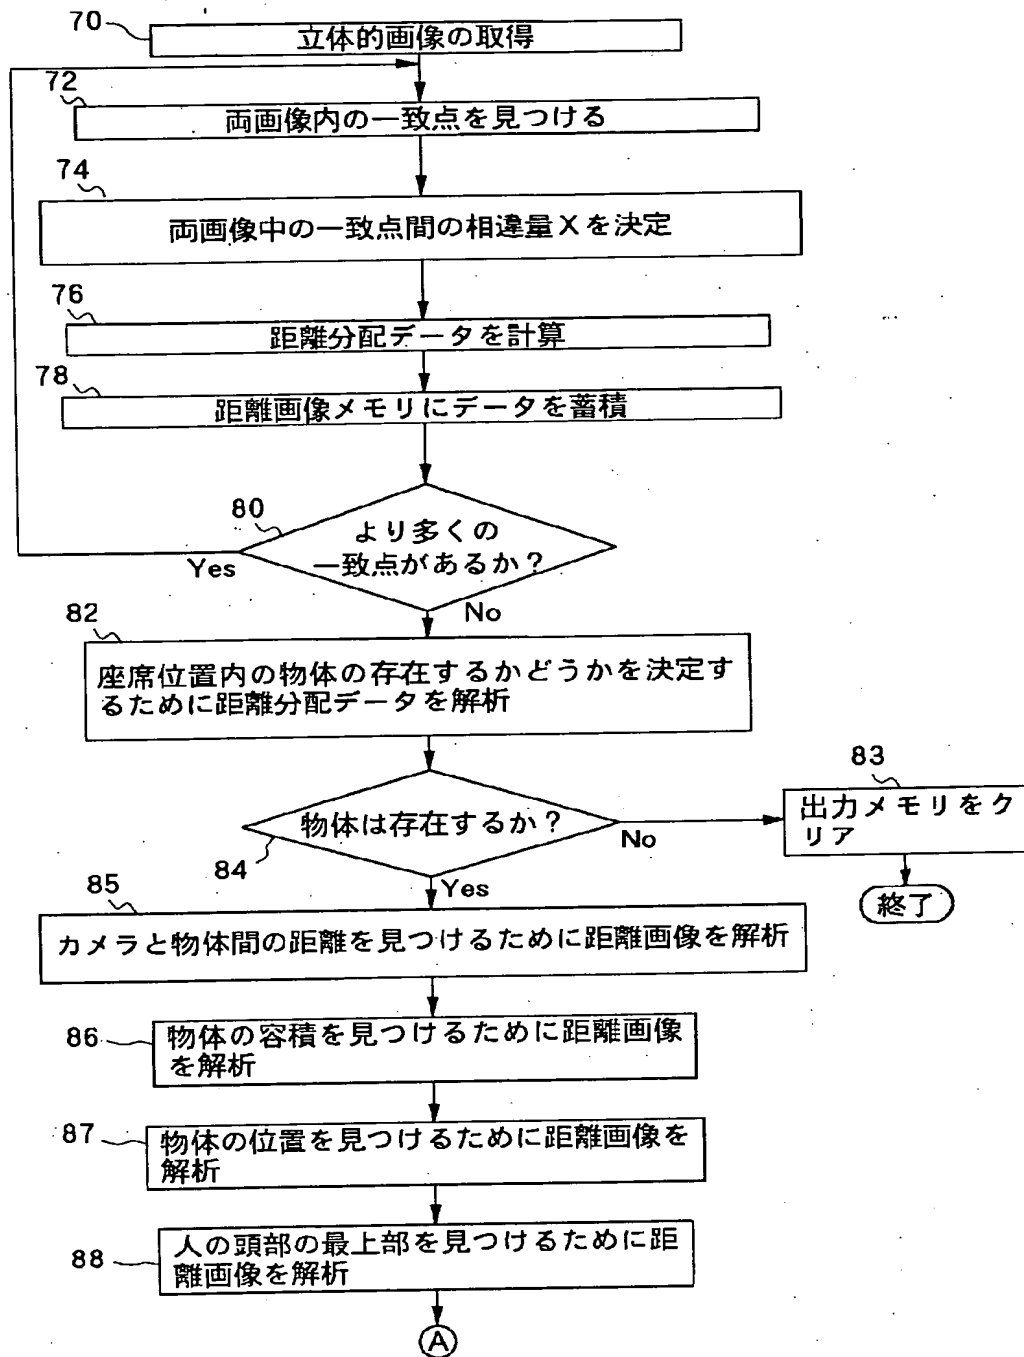 70
立体的画像の取得
72
両画像内の一致点を見つける
74
両画像中の一致点間の相違量Xを決定
76
距離分配データを計算
78
距離画像メモリにデータを蓄積
80
より多くの
一致点があるか？
Yes
No
82
座席位置内の物体の存在するかどうかを決定す
るために距離分配データを解析
84
物体は存在するか？
No
83
出力メモリをク
リア
終了
Yes
85
カメラと物体間の距離を見つけるために距離画像を解析
86
物体の容積を見つけるために距離画像
を解析
87
物体の位置を見つけるために距離画像を
解析
88
人の頭部の最上部を見つけるために距
離画像を解析
A